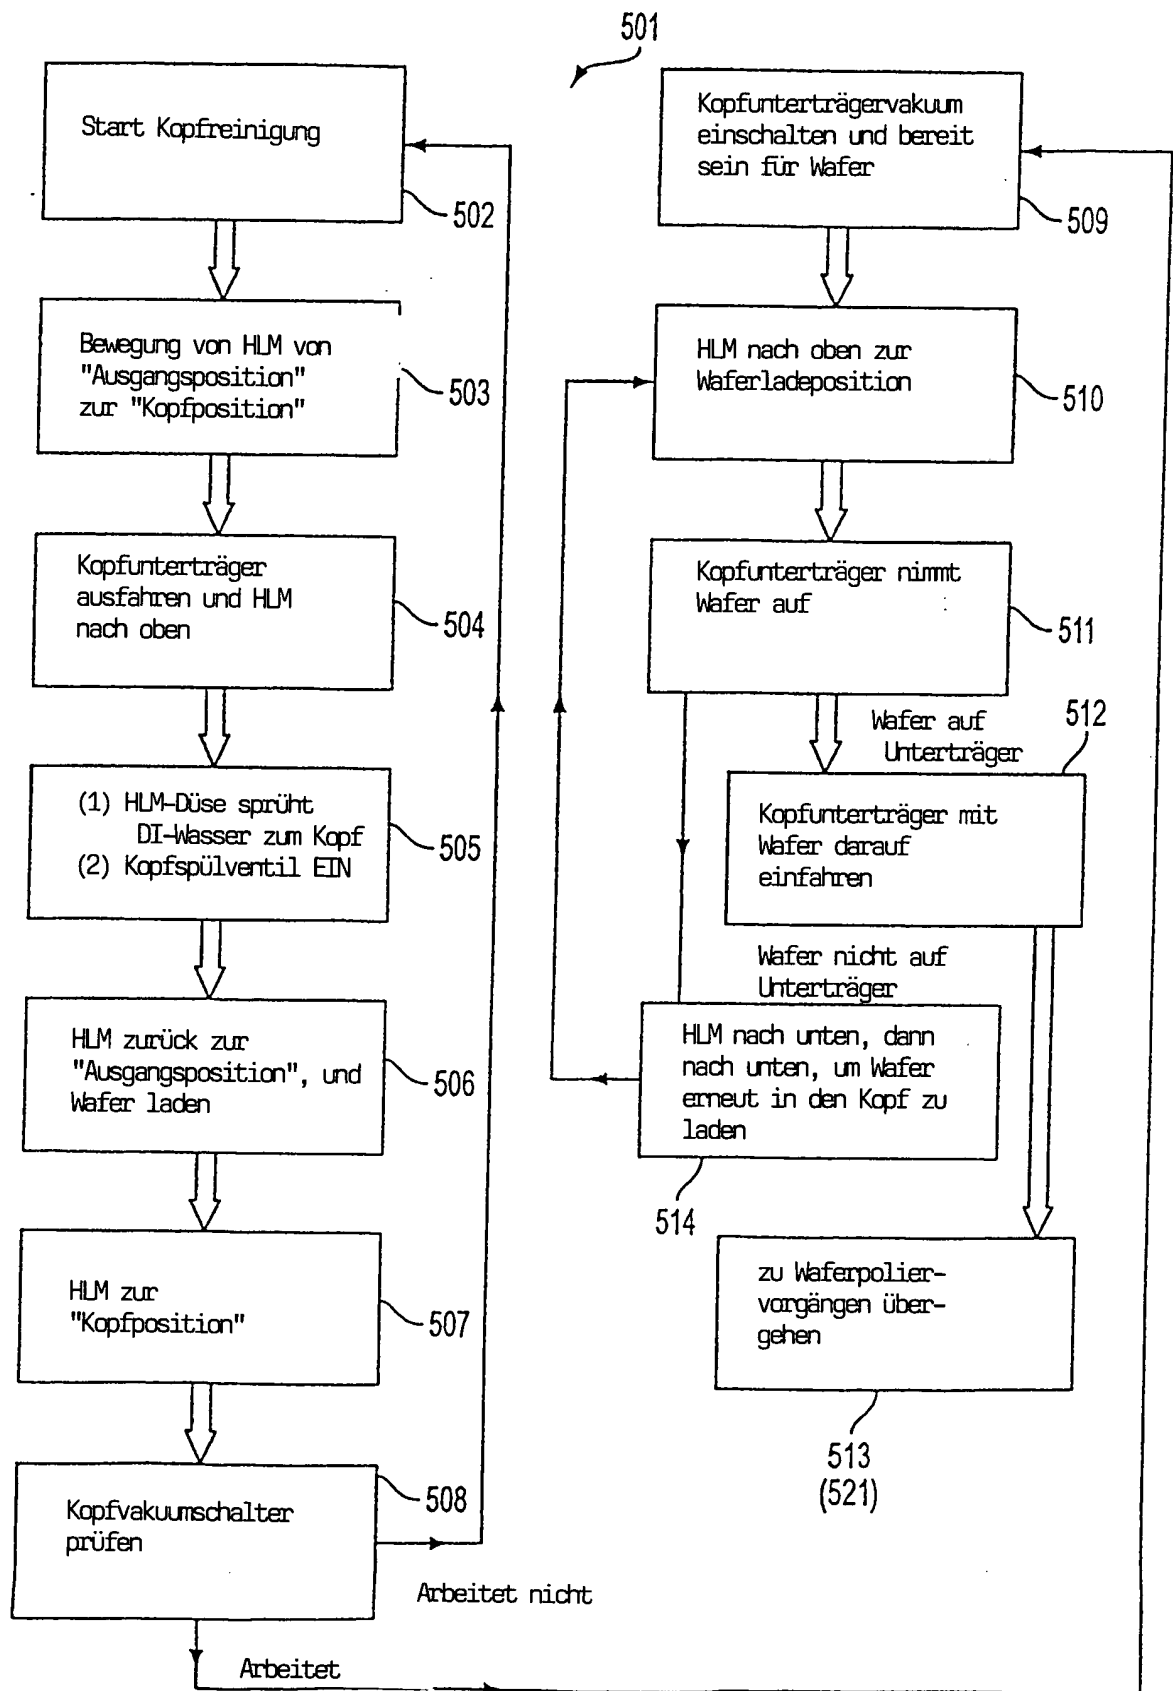 501
Start Kopfreinigung
502
Bewegung von HLM von
"Ausgangsposition"
zur "Kopfposition"
503
Kopfunterträger
ausfahren und HLM
nach oben
504
(1) HLM-Düse sprüht
DI-Wasser zum Kopf
(2) Kopfspülventil EIN
505
HLM zurück zur
"Ausgangsposition", und
Wafer laden
506
HLM zur
"Kopfposition"
507
Kopfvakuumschalter
prüfen
508
Arbeitet nicht
Arbeitet
Kopfunterträgervakuum
einschalten und bereit
sein für Wafer
509
HLM nach oben zur
Waferladeposition
510
Kopfunterträger nimmt
Wafer auf
511
Wafer auf
Unterträger
512
Kopfunterträger mit
Wafer darauf
einfahren
Wafer nicht auf
Unterträger
HLM nach unten, dann
nach unten, um Wafer
erneut in den Kopf zu
laden
514
zu Waferpolier-
vorgängen über-
gehen
513
(521)